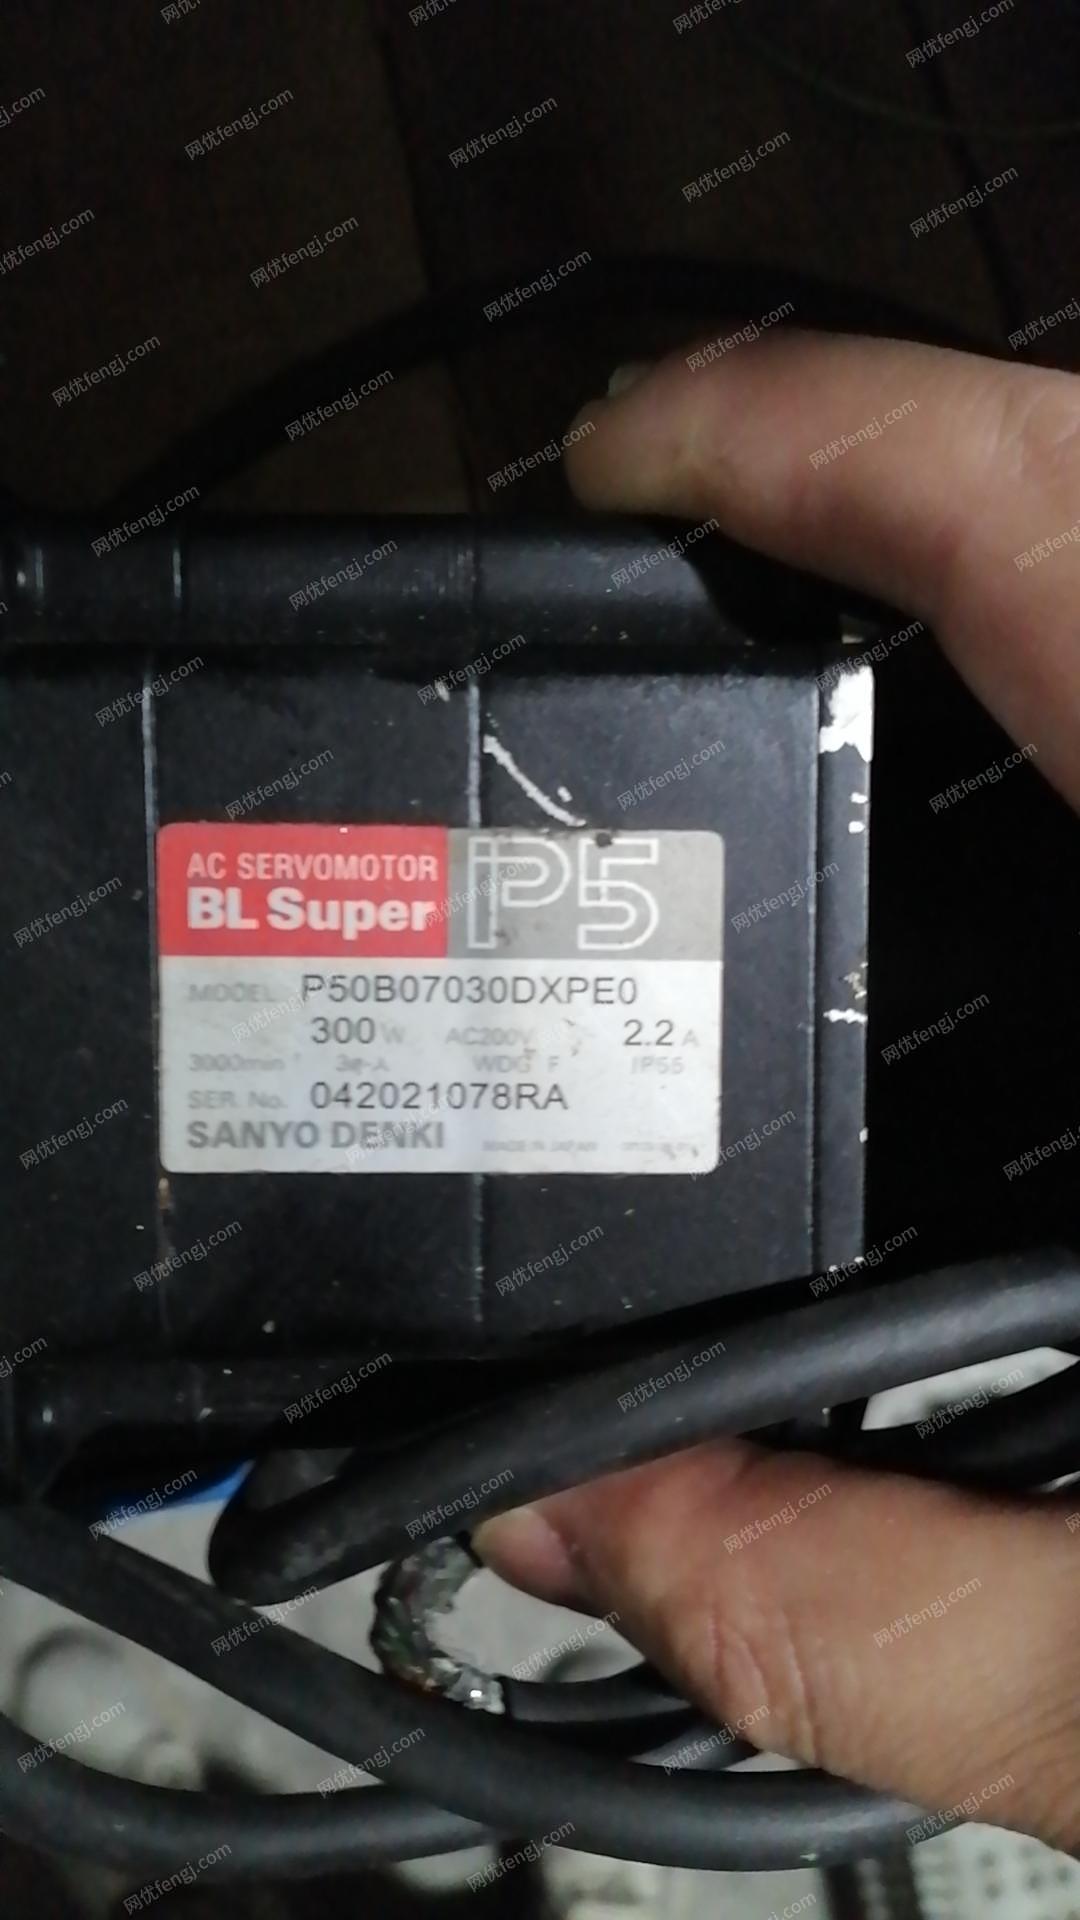 AC SERVOMOTOR
BL Super P5
MODEL P50B07030DXPE0
300W AC200V 2.2A
3000min⁻¹ WDG F IP55
SER. No. 042021078RA
SANYO DENKI MADE IN JAPAN
网优fengj.com